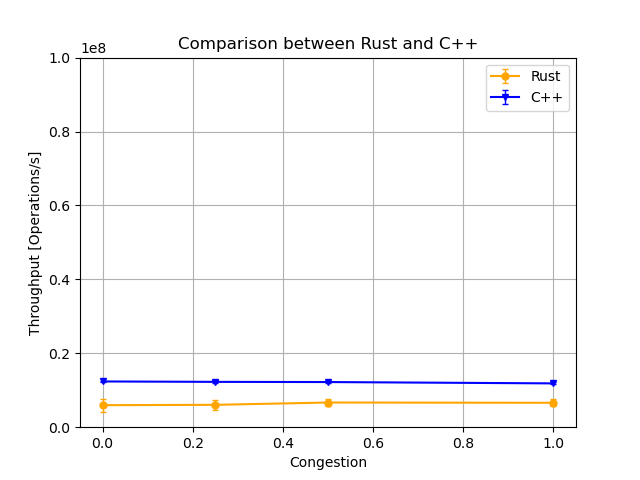 Comparison between Rust and C++
1e8
1.0
0.8
0.6
0.4
0.2
0.0
Throughput [Operations/s]
Rust
C++
0.0 0.2 0.4 0.6 0.8 1.0
Congestion